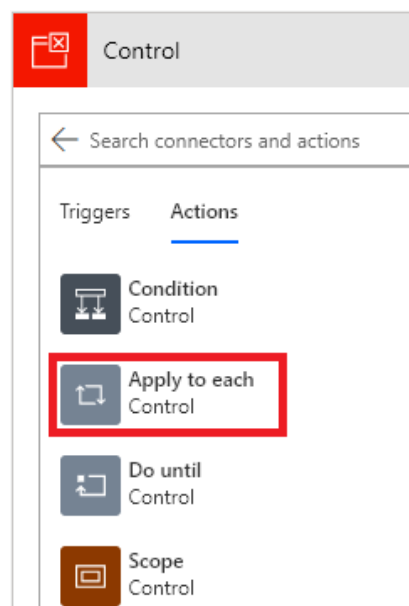 Control
Search connectors and actions
Triggers Actions
Condition
Control
Apply to each
Control
Do until
Control
Scope
Control